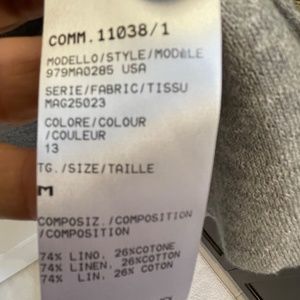 COMM.11038/1
MODELLO/STYLE/MODÈLE
979MA0285 USA
SERIE/FABRIC/TISSU
MAG25023
COLORE/COLOUR
/COULEUR
13
TG./SIZE/TAILLE
M
COMPOSIZ./COMPOSITION
/COMPOSITION
74% LINO. 26%COTONE
74% LINEN. 26%COTTON
74% LIN. 26% COTON